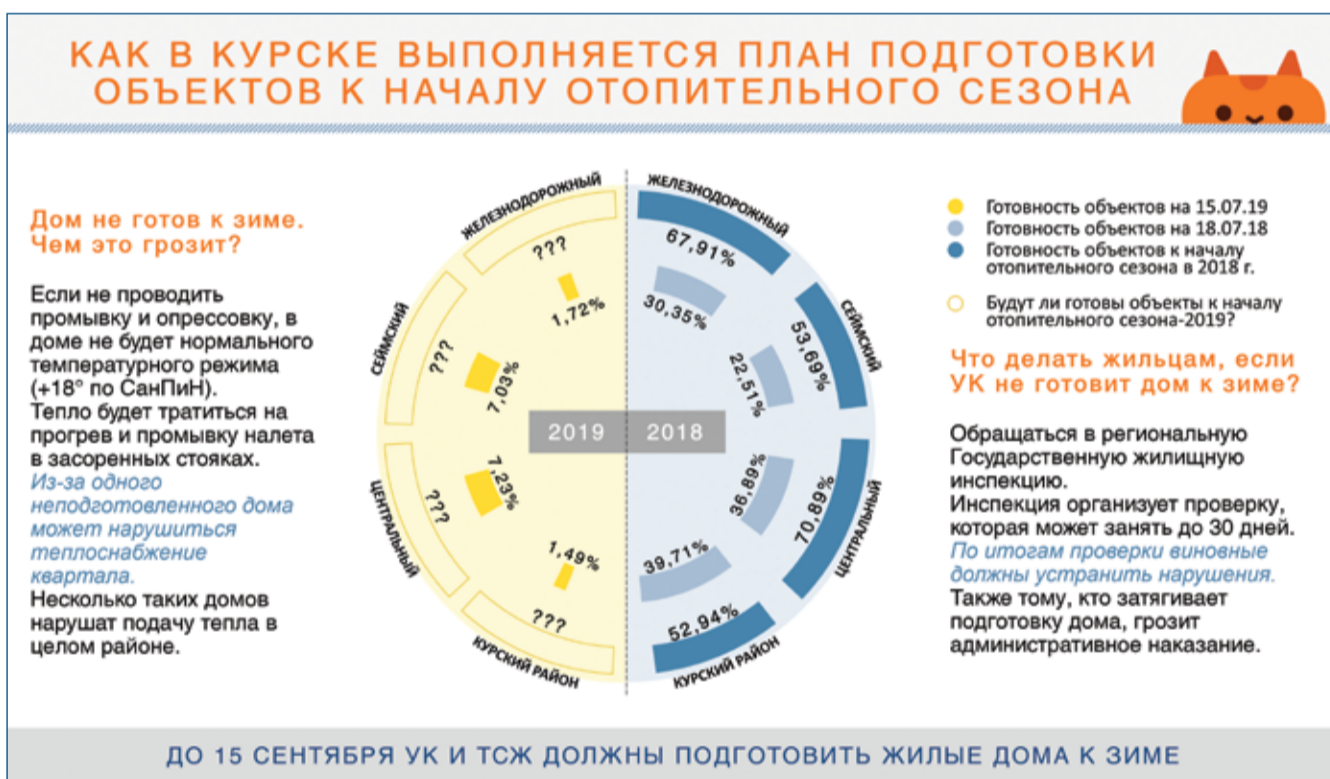 КАК В КУРСКЕ ВЫПОЛНЯЕТСЯ ПЛАН ПОДГОТОВКИ
ОБЪЕКТОВ К НАЧАЛУ ОТОПИТЕЛЬНОГО СЕЗОНА
Дом не готов к зиме.
Чем это грозит?
Если не проводить
промывку и опрессовку, в
доме не будет нормального
температурного режима
(+18° по СанПиН).
Тепло будет тратиться на
прогрев и промывку налета
в засоренных стояках.
Из-за одного
неподготовленного дома
может нарушиться
теплоснабжение
квартала.
Несколько таких домов
нарушат подачу тепла в
целом районе.
ЖЕЛЕЗНОДОРОЖНЫЙ
???
1,72%
СЕЙМСКИЙ
???
7,03%
2019
ЦЕНТРАЛЬНЫЙ
???
7,23%
КУРСКИЙ РАЙОН
???
1,49%
ЖЕЛЕЗНОДОРОЖНЫЙ
67,91%
30,35%
СЕЙМСКИЙ
53,69%
22,51%
2018
ЦЕНТРАЛЬНЫЙ
70,89%
36,89%
39,71%
52,94%
КУРСКИЙ РАЙОН
Готовность объектов на 15.07.19
Готовность объектов на 18.07.18
Готовность объектов к началу
отопительного сезона в 2018 г.
Будут ли готовы объекты к началу
отопительного сезона-2019?
Что делать жильцам, если
УК не готовит дом к зиме?
Обращаться в региональную
Государственную жилищную
инспекцию.
Инспекция организует проверку,
которая может занять до 30 дней.
По итогам проверки виновные
должны устранить нарушения.
Также тому, кто затягивает
подготовку дома, грозит
административное наказание.
ДО 15 СЕНТЯБРЯ УК И ТСЖ ДОЛЖНЫ ПОДГОТОВИТЬ ЖИЛЫЕ ДОМА К ЗИМЕ